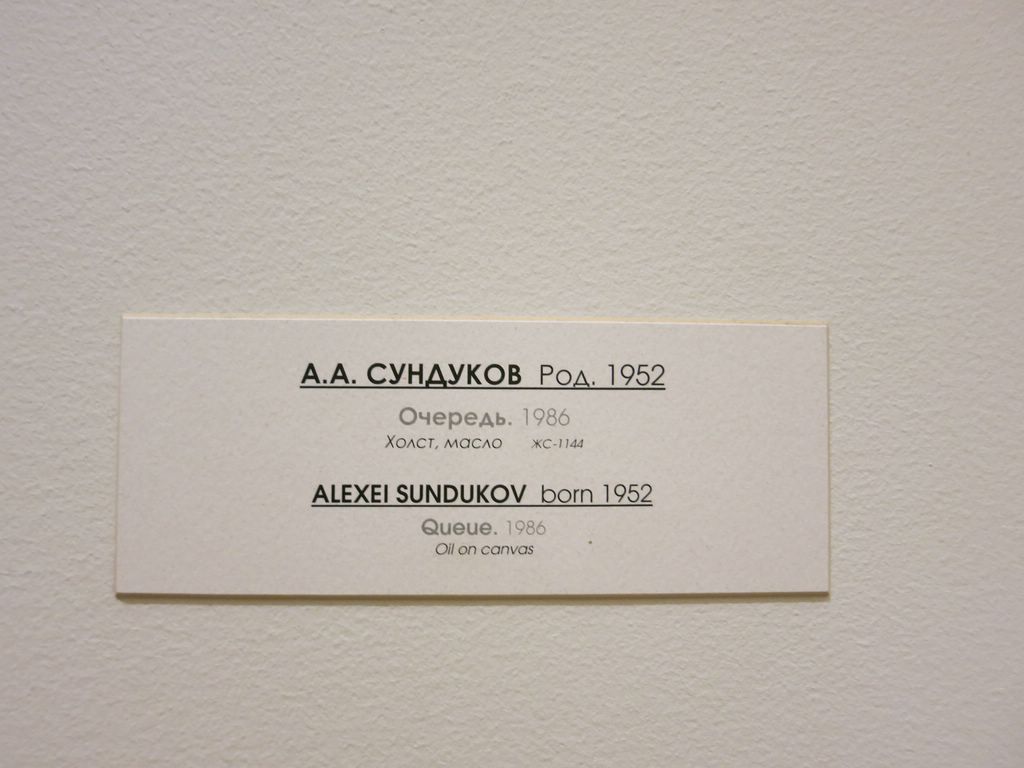 А.А. СУНДУКОВ Род. 1952
Очередь. 1986
Холст, масло ЖС-1144
ALEXEI SUNDUKOV born 1952
Queue. 1986
Oil on canvas